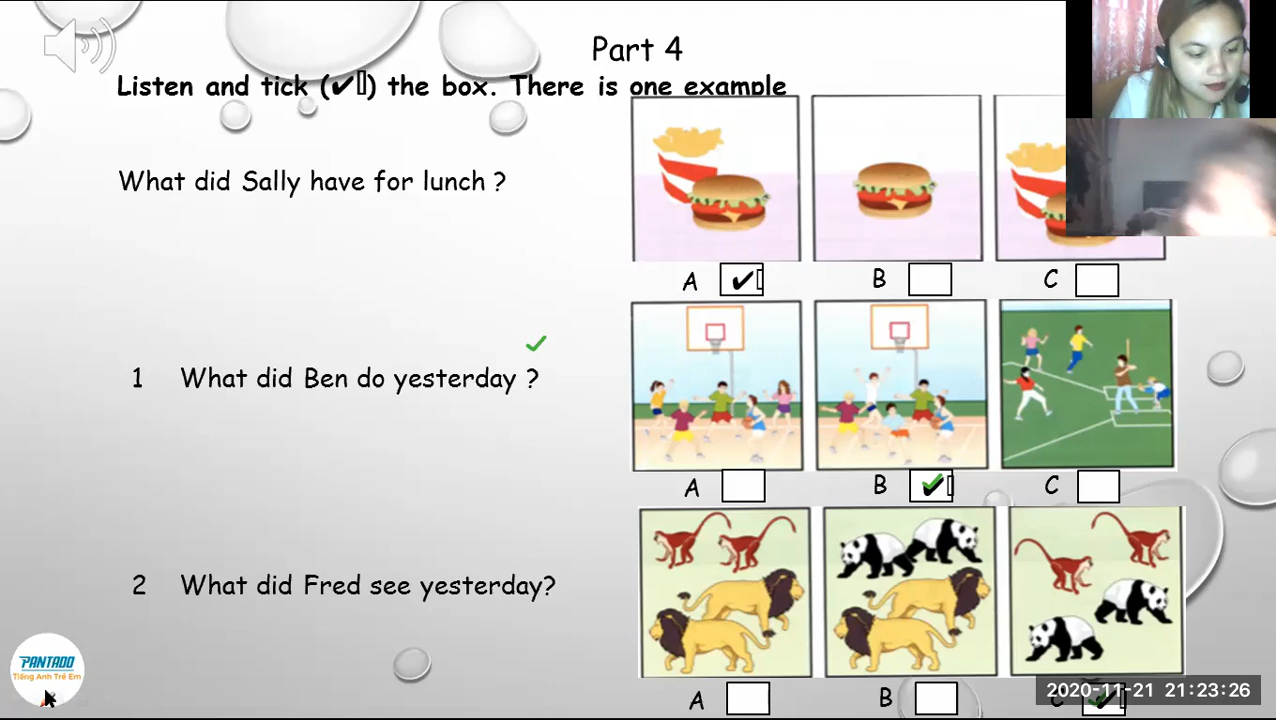 Part 4
Listen and tick (✔) the box. There is one example
What did Sally have for lunch ?
A ✔ B C
1 What did Ben do yesterday ?
A B ✔ C
2 What did Fred see yesterday?
A B C ✔
PANTADO
Tiếng Anh Trẻ Em
2020-11-21 21:23:26